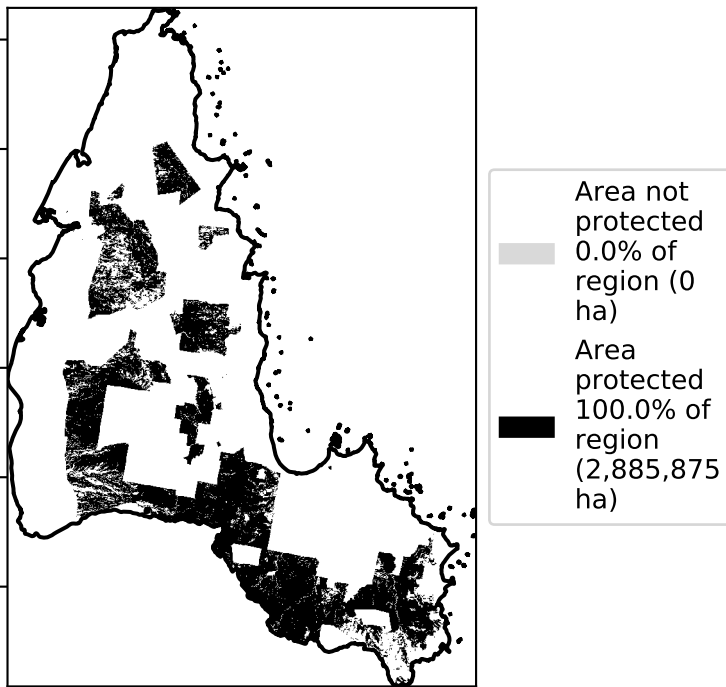 Area not
protected
0.0% of
region (0
ha)
Area
protected
100.0% of
region
(2,885,875
ha)